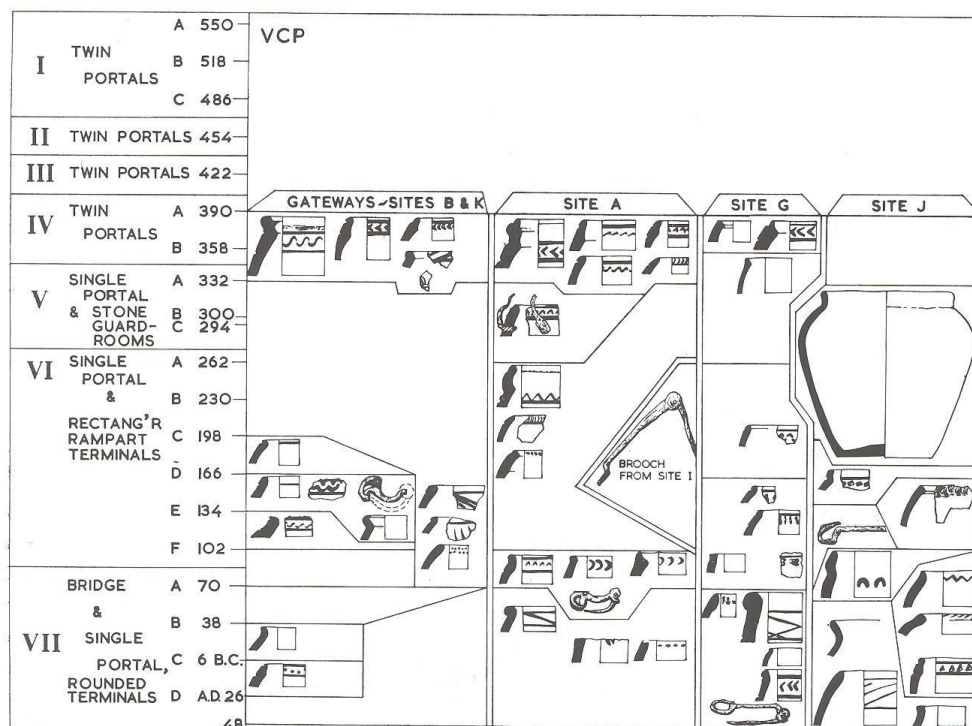 VCP
I
TWIN PORTALS
A 550
B 518
C 486
II TWIN PORTALS 454
III TWIN PORTALS 422
GATEWAYS~SITES B & K
SITE A
SITE G
SITE J
IV
TWIN PORTALS
A 390
B 358
V
SINGLE PORTAL & STONE GUARD-ROOMS
A 332
B 300
C 294
VI
SINGLE PORTAL & RECTANG'R RAMPART TERMINALS
A 262
B 230
C 198
D 166
E 134
F 102
BROOCH
FROM SITE I
VII
BRIDGE & SINGLE PORTAL, ROUNDED TERMINALS
A 70
B 38
C 6 B.C.
D A.D. 26
48